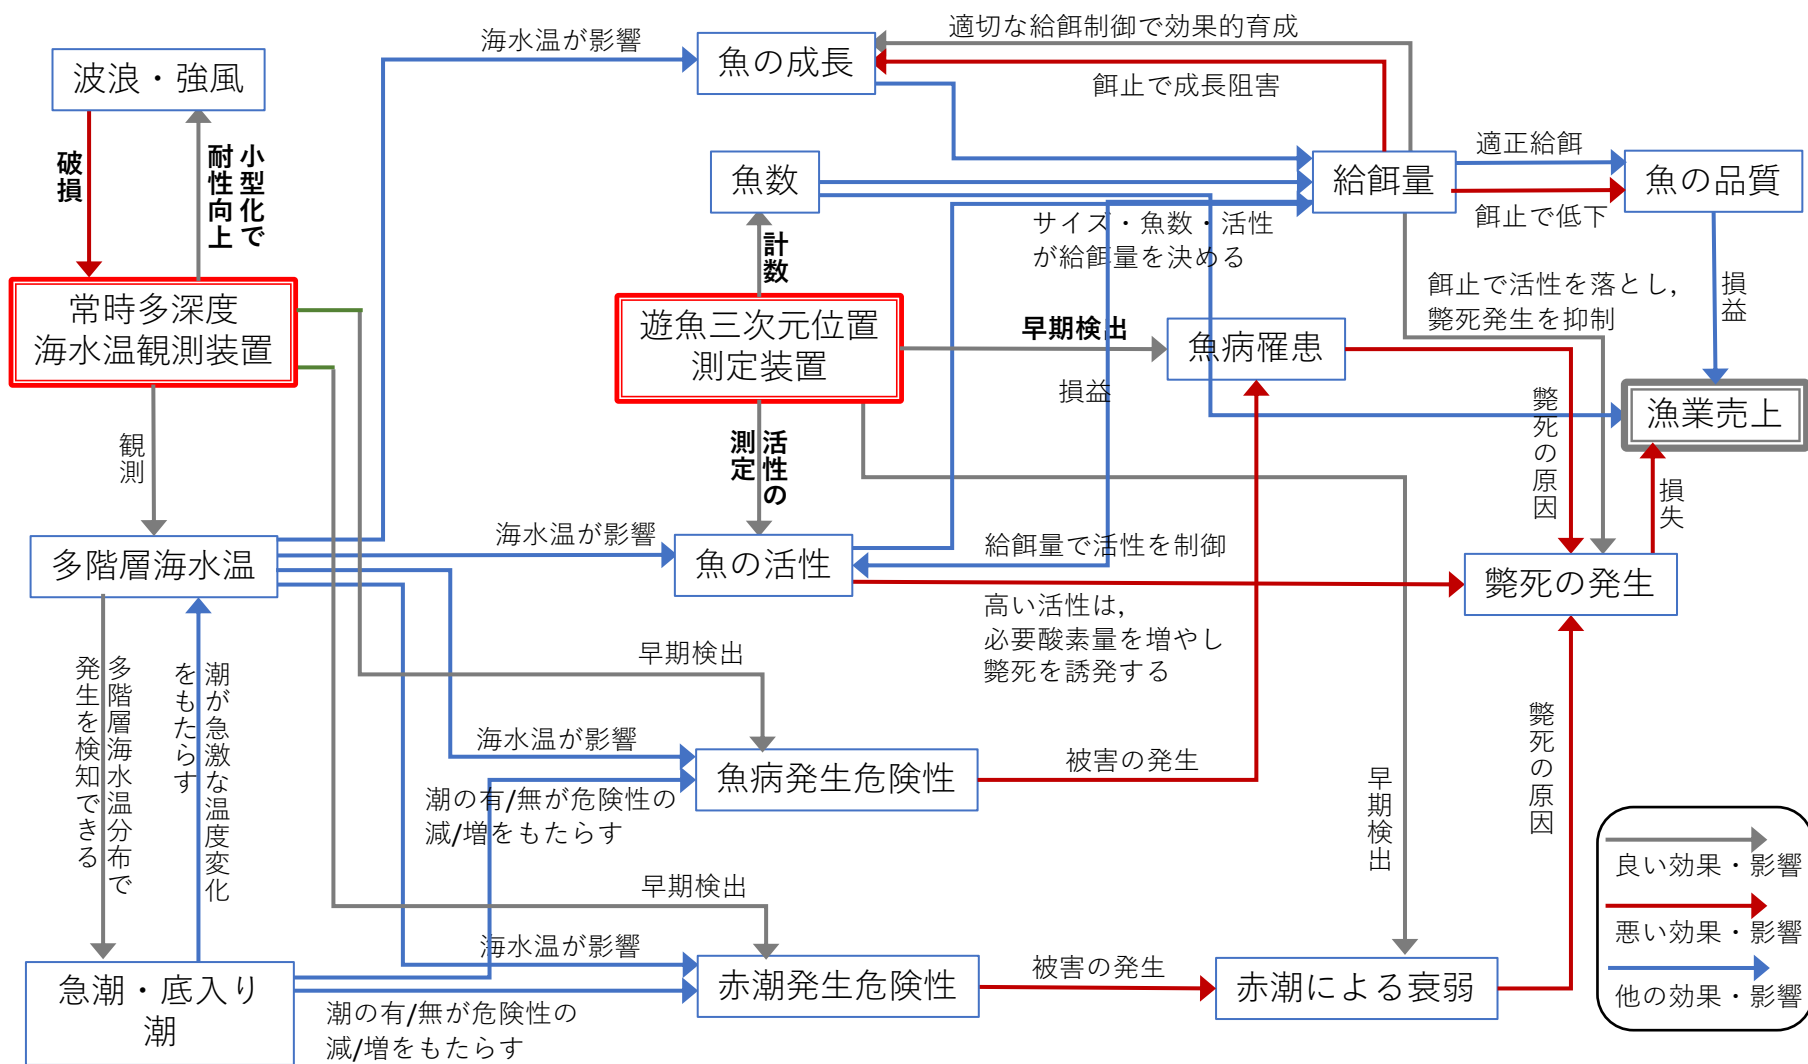 適切な給餌制御で効果的育成
海水温が影響
魚の成長
波浪・強風
餌止で成長阻害
破損
小型化で
耐性向上
魚数
給餌量
適正給餌
魚の品質
餌止で低下
計数
サイズ・魚数・活性
が給餌量を決める
常時多深度
海水温観測装置
遊魚三次元位置
測定装置
早期検出
魚病罹患
餌止で活性を落とし,
斃死発生を抑制
損益
損益
漁業売上
観測
活性の
測定
斃死の原因
損失
多階層海水温
海水温が影響
魚の活性
給餌量で活性を制御
斃死の発生
高い活性は,
必要酸素量を増やし
斃死を誘発する
多階層海水温分布で
発生を検知できる
潮が急激な温度変化
をもたらす
早期検出
海水温が影響
魚病発生危険性
被害の発生
潮の有/無が危険性の
減/増をもたらす
早期検出
斃死の原因
早期検出
海水温が影響
赤潮発生危険性
被害の発生
赤潮による衰弱
急潮・底入り
潮
潮の有/無が危険性の
減/増をもたらす
良い効果・影響
悪い効果・影響
他の効果・影響